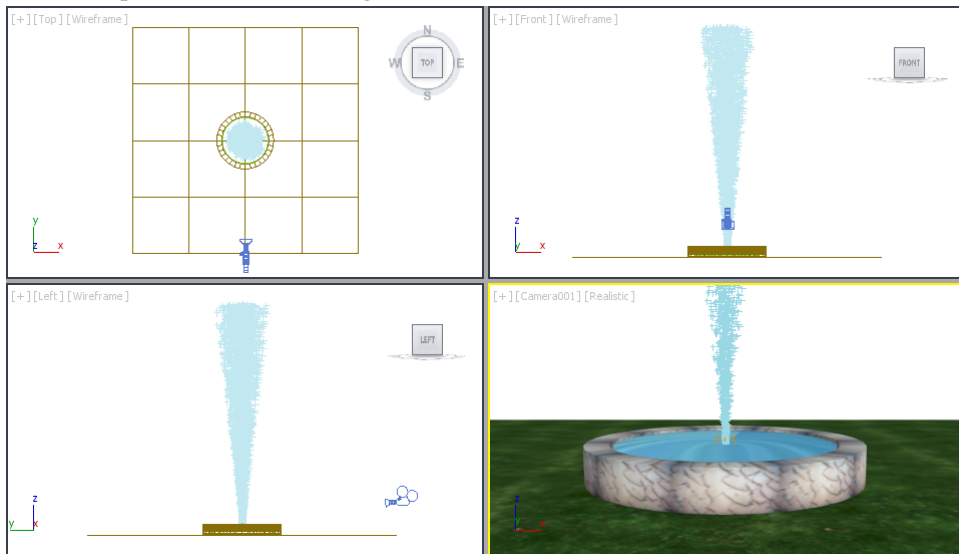 [+] [Top] [Wireframe]
N
W TOP E
S
y
z x
[+] [Front] [Wireframe]
FRONT
z
y x
[+] [Left] [Wireframe]
LEFT
z
y x
[+] [Camera001] [Realistic]
z
x